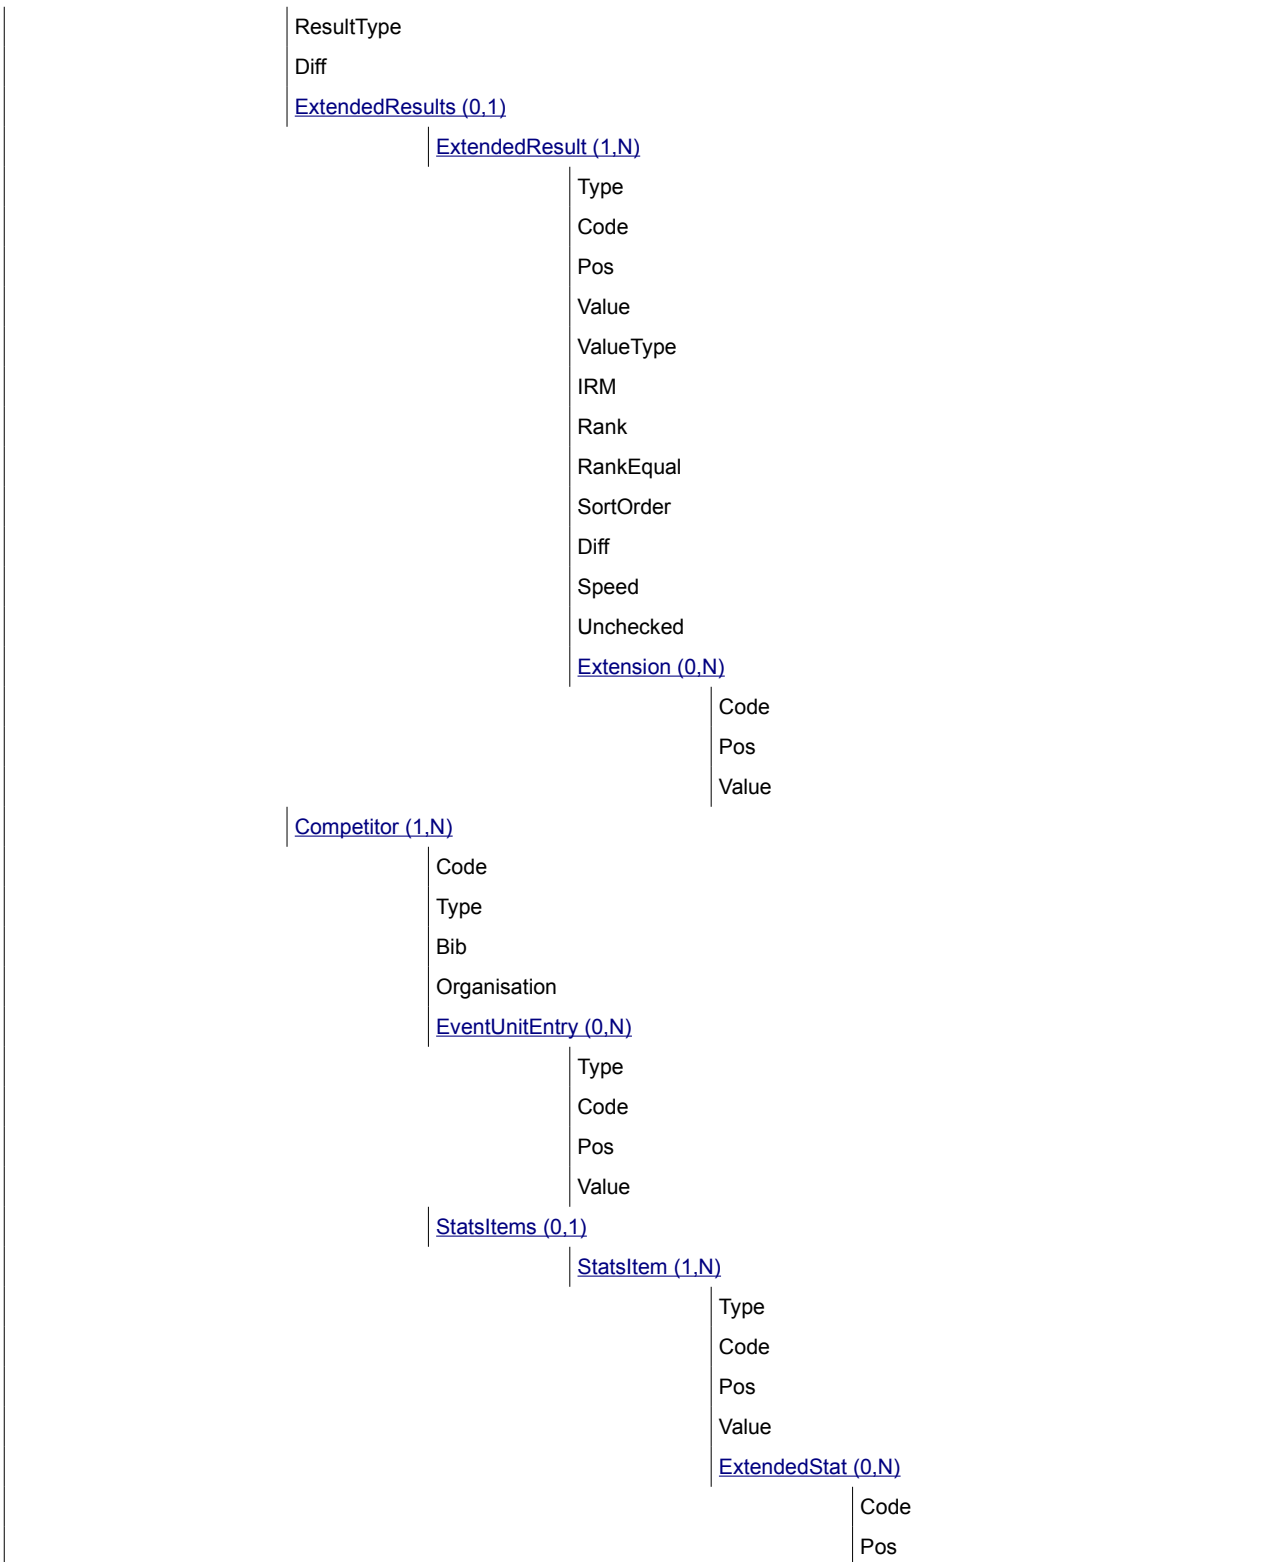 ResultType
Diff
ExtendedResults (0,1)
ExtendedResult (1,N)
Type
Code
Pos
Value
ValueType
IRM
Rank
RankEqual
SortOrder
Diff
Speed
Unchecked
Extension (0,N)
Code
Pos
Value
Competitor (1,N)
Code
Type
Bib
Organisation
EventUnitEntry (0,N)
Type
Code
Pos
Value
StatsItems (0,1)
StatsItem (1,N)
Type
Code
Pos
Value
ExtendedStat (0,N)
Code
Pos